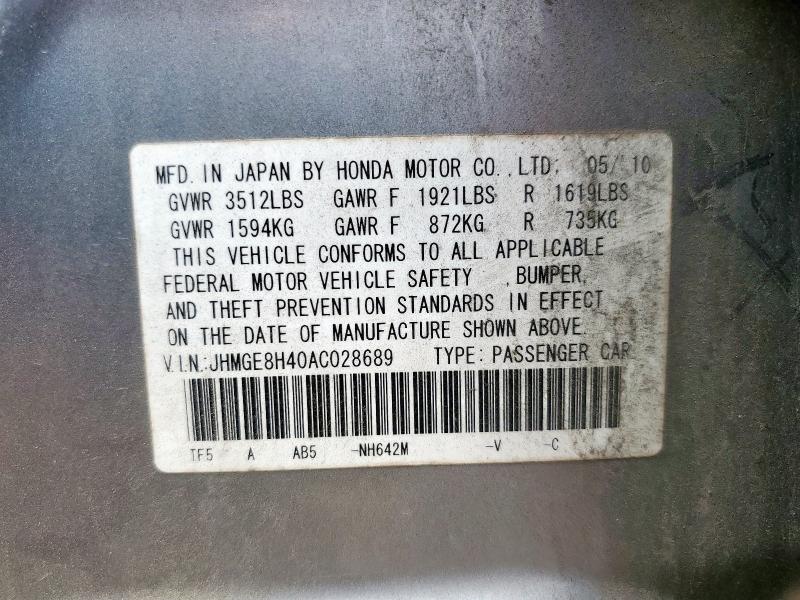 MFD. IN JAPAN BY HONDA MOTOR CO., LTD. 05/10
GVWR 3512LBS GAWR F 1921LBS R 1619LBS
GVWR 1594KG GAWR F 872KG R 735KG
THIS VEHICLE CONFORMS TO ALL APPLICABLE
FEDERAL MOTOR VEHICLE SAFETY , BUMPER,
AND THEFT PREVENTION STANDARDS IN EFFECT
ON THE DATE OF MANUFACTURE SHOWN ABOVE.
V.I.N.:JHMGE8H40AC028689 TYPE: PASSENGER CAR
TF5 A AB5 -NH642M -V -C